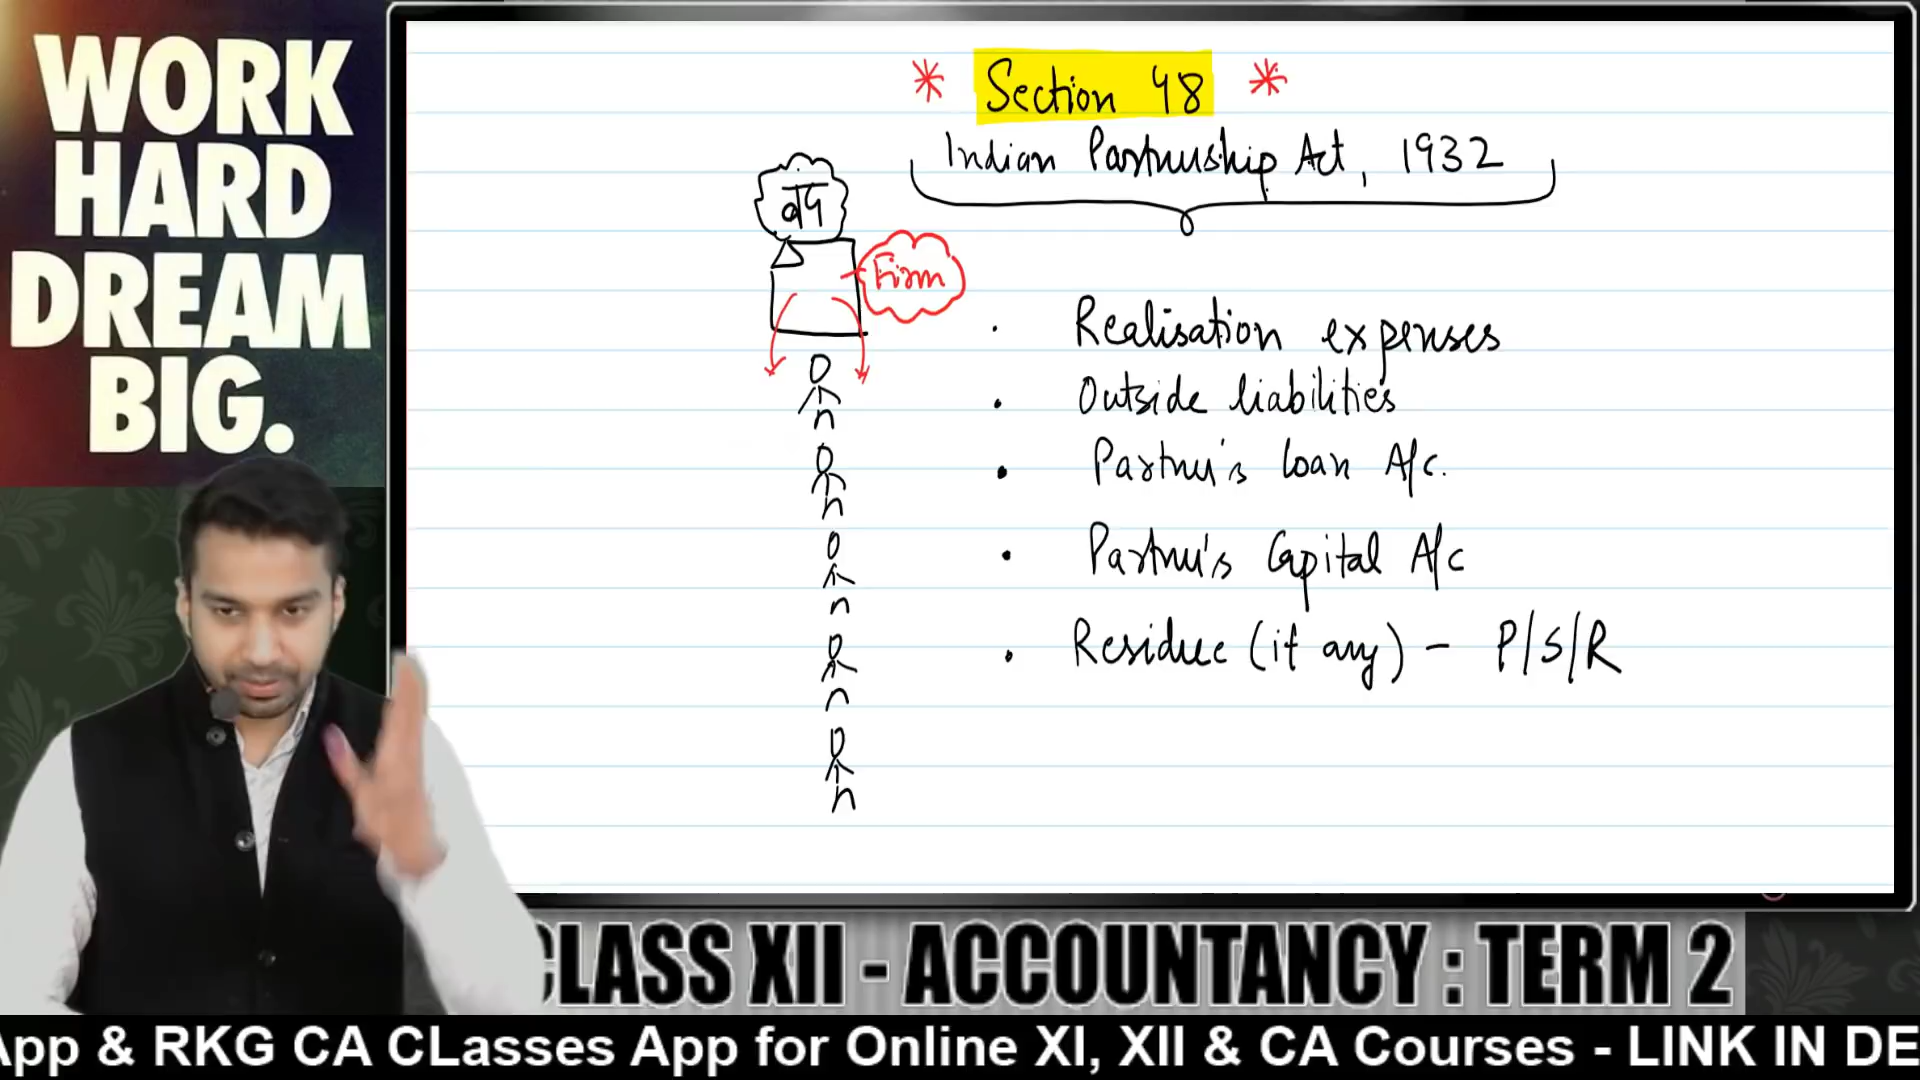 WORK
HARD
DREAM
BIG.
* Section 48 *
Indian Partnership Act, 1932
Firm
. Realisation expenses
. Outside liabilities
. Partner's loan A/c.
. Partner's Capital A/c
. Residue (if any) - P/S/R
CLASS XII - ACCOUNTANCY : TERM 2
App & RKG CA CLasses App for Online XI, XII & CA Courses - LINK IN DE